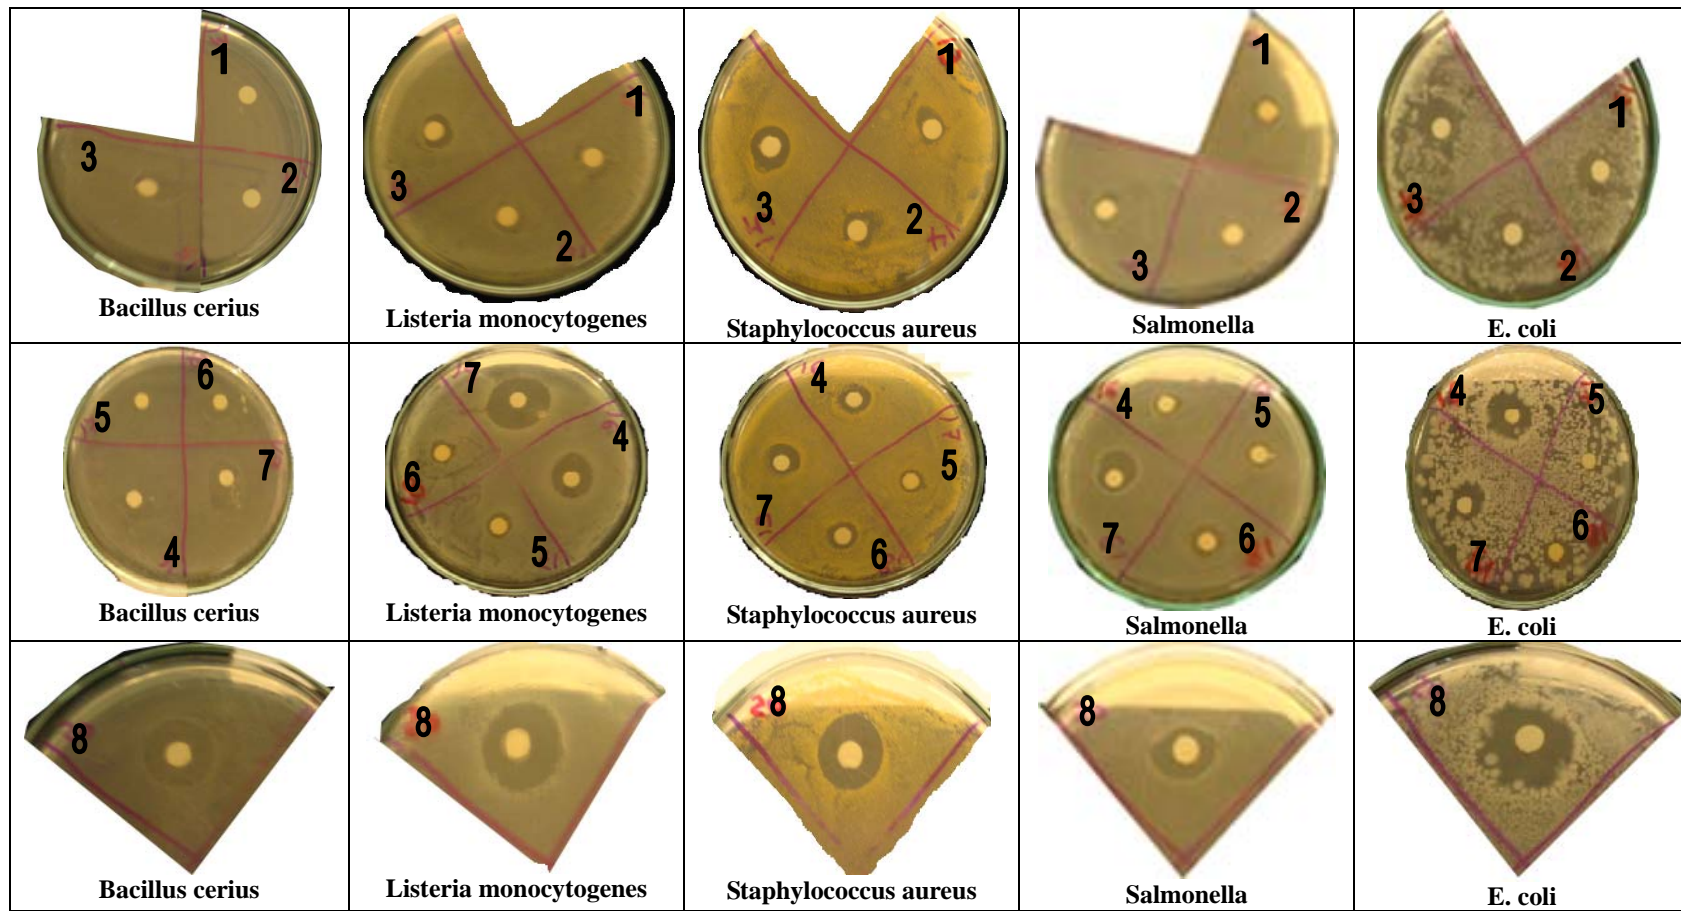 1
3
2
Bacillus cerius
1
3
2
Listeria monocytogenes
1
3
2
14
Staphylococcus aureus
1
2
3
Salmonella
1
3
2
E. coli
6
5
7
4
Bacillus cerius
7
4
6
5
Listeria monocytogenes
4
17
5
7
6
Staphylococcus aureus
4
5
7
6
Salmonella
4
5
6
7
E. coli
8
Bacillus cerius
8
Listeria monocytogenes
8
20
Staphylococcus aureus
8
Salmonella
8
E. coli